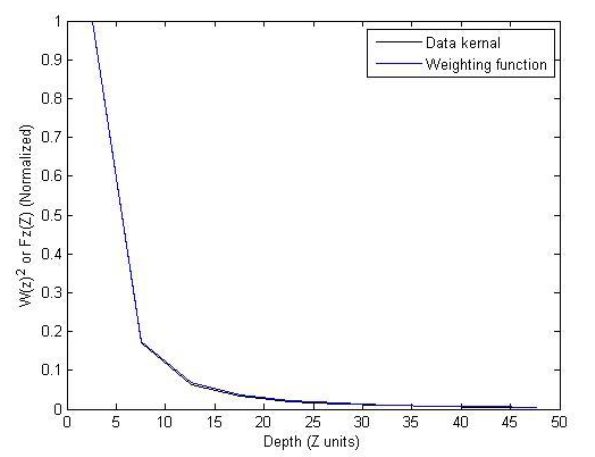 Data kernal
Weighting function
1
0.9
0.8
0.7
0.6
0.5
0.4
0.3
0.2
0.1
0
W(z)² or Fz(Z) (Normalized)
0 5 10 15 20 25 30 35 40 45 50
Depth (Z units)